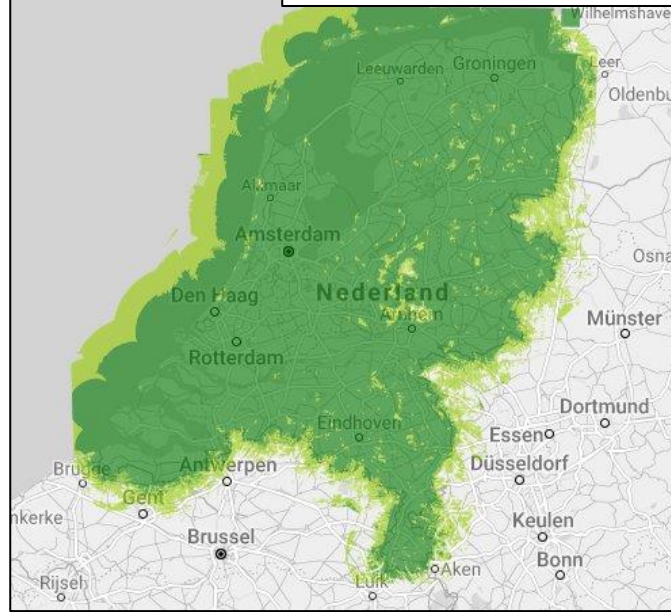 Wilhelmshave
Leeuwarden
Groningen
Leer
Oldenbu
Alkmaar
Amsterdam
Osna
Nederland
Den Haag
Arnhem
Münster
Rotterdam
Dortmund
Eindhoven
Essen
Brugge
Antwerpen
Düsseldorf
Gent
nkerke
Keulen
Brussel
Bonn
Aken
Rijsel
Luik